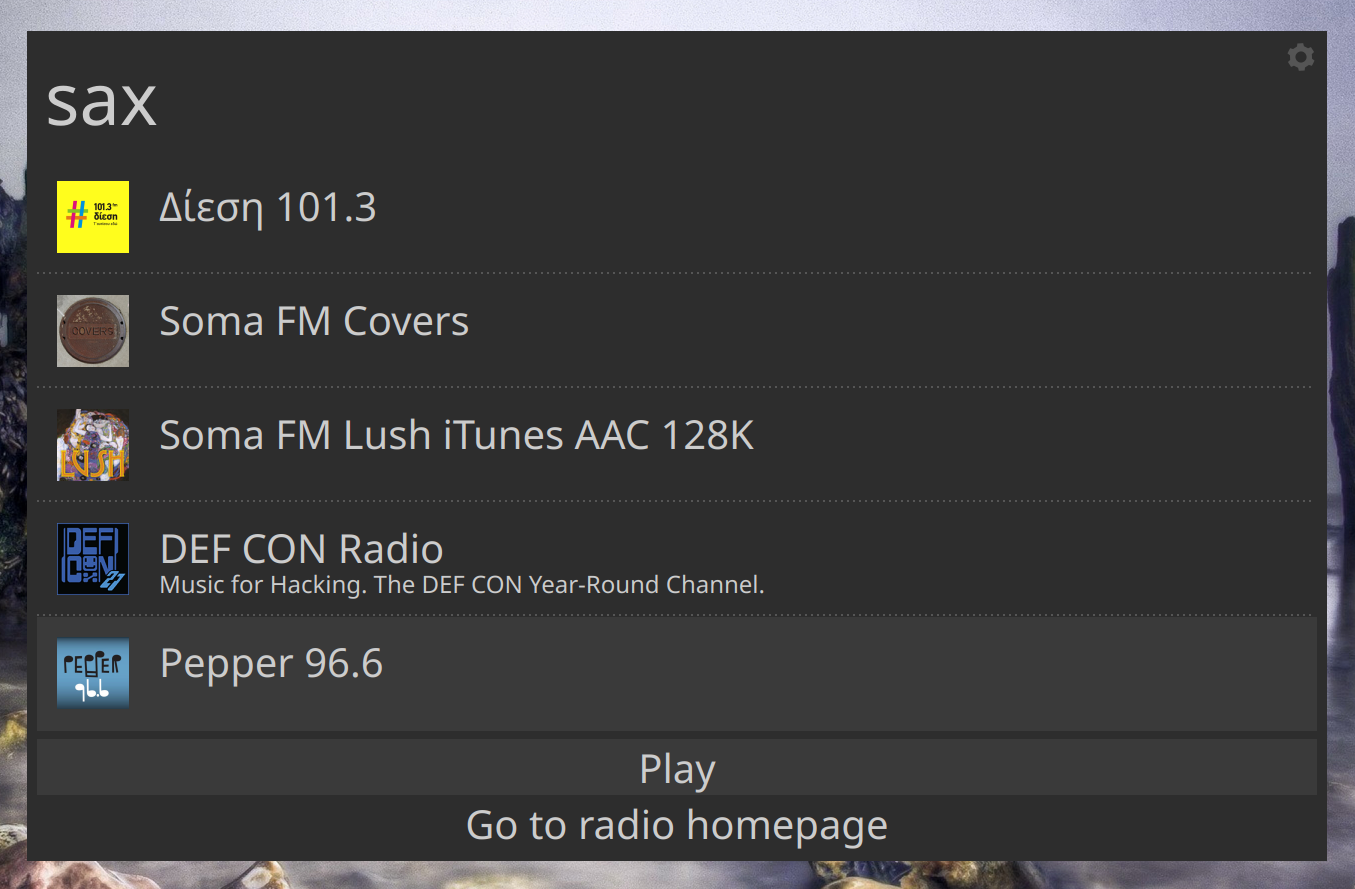 sax
101.3 fm
δίεση
Δίεση 101.3
COVERS
Soma FM Covers
LUSH
Soma FM Lush iTunes AAC 128K
DEF
CON
27
DEF CON Radio
Music for Hacking. The DEF CON Year-Round Channel.
PEPPER
96.6
Pepper 96.6
Play
Go to radio homepage